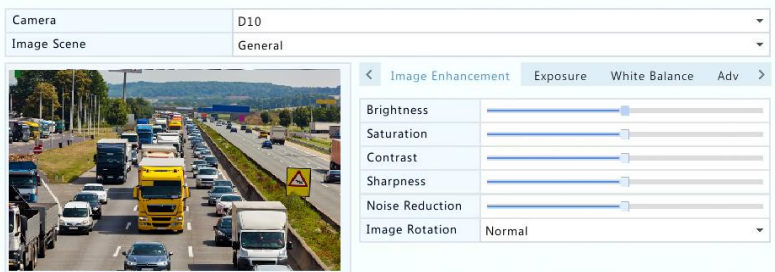 Camera D10
Image Scene General
Image Enhancement Exposure White Balance Adv
Brightness
Saturation
Contrast
Sharpness
Noise Reduction
Image Rotation Normal